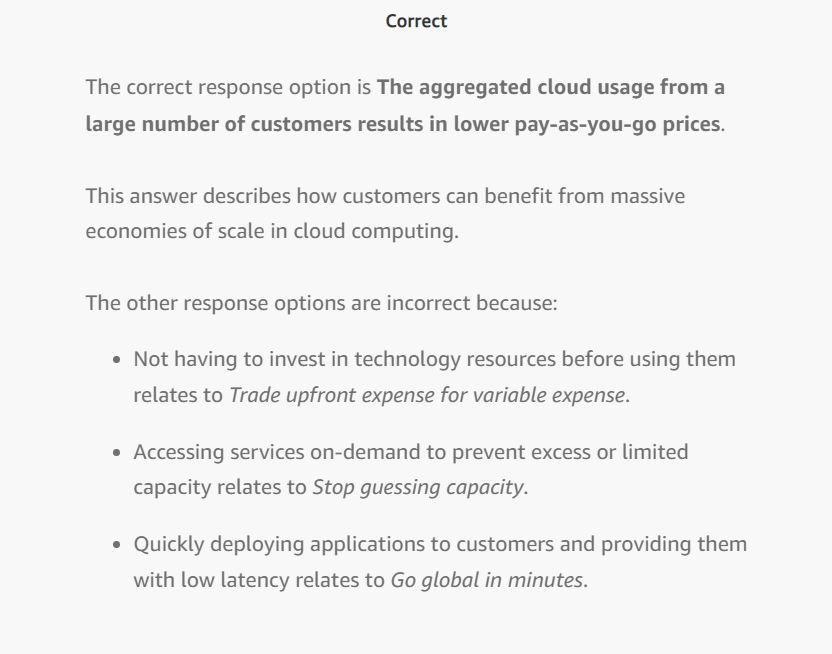 Correct
The correct response option is The aggregated cloud usage from a
large number of customers results in lower pay-as-you-go prices.
This answer describes how customers can benefit from massive
economies of scale in cloud computing.
The other response options are incorrect because:
• Not having to invest in technology resources before using them
relates to Trade upfront expense for variable expense.
• Accessing services on-demand to prevent excess or limited
capacity relates to Stop guessing capacity.
• Quickly deploying applications to customers and providing them
with low latency relates to Go global in minutes.